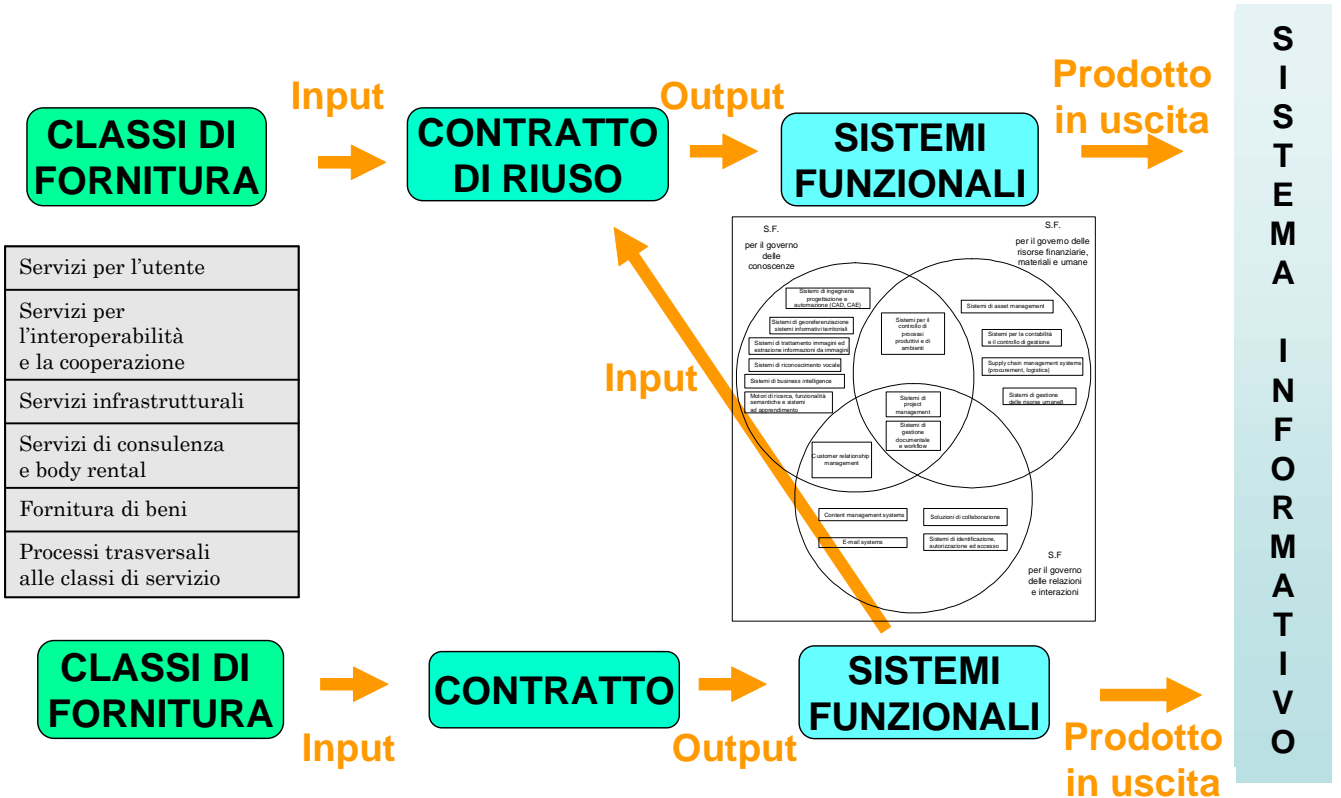 Input
Output
Prodotto
in uscita
CLASSI DI
FORNITURA
CONTRATTO
DI RIUSO
SISTEMI
FUNZIONALI
Servizi per l'utente
Servizi per
l'interoperabilità
e la cooperazione
Servizi infrastrutturali
Servizi di consulenza
e body rental
Fornitura di beni
Processi trasversali
alle classi di servizio
Input
S.F.
per il governo
delle
conoscenze
S.F.
per il governo delle
risorse finanziarie,
materiali e umane
Sistemi di ingegneria
progettazione e
automazione (CAD, CAE)
Sistemi di georeferenziazione
sistemi informativi territoriali
Sistemi di trattamento immagini ed
estrazione informazioni da immagini
Sistemi di riconoscimento vocale
Sistemi di business intelligence
Motori di ricerca, funzionalità
semantiche e sistemi
ad apprendimento
Sistemi per il
controllo di
processi
produttivi e di
ambienti
Sistemi di asset management
Sistemi per la contabilità
e il controllo di gestione
Supply chain management systems
(procurement, logistica)
Sistemi di gestione
delle risorse umane8
Sistemi di
project
management
Sistemi di
gestione
documentale
e workflow
Customer relationship
management
Content management systems
Soluzioni di collaborazione
E-mail systems
Sistemi di identificazione,
autorizzazione ed accesso
S.F
per il governo
delle relazioni
e interazioni
CLASSI DI
FORNITURA
CONTRATTO
SISTEMI
FUNZIONALI
Input
Output
Prodotto
in uscita
SISTEMA INFORMATIVO